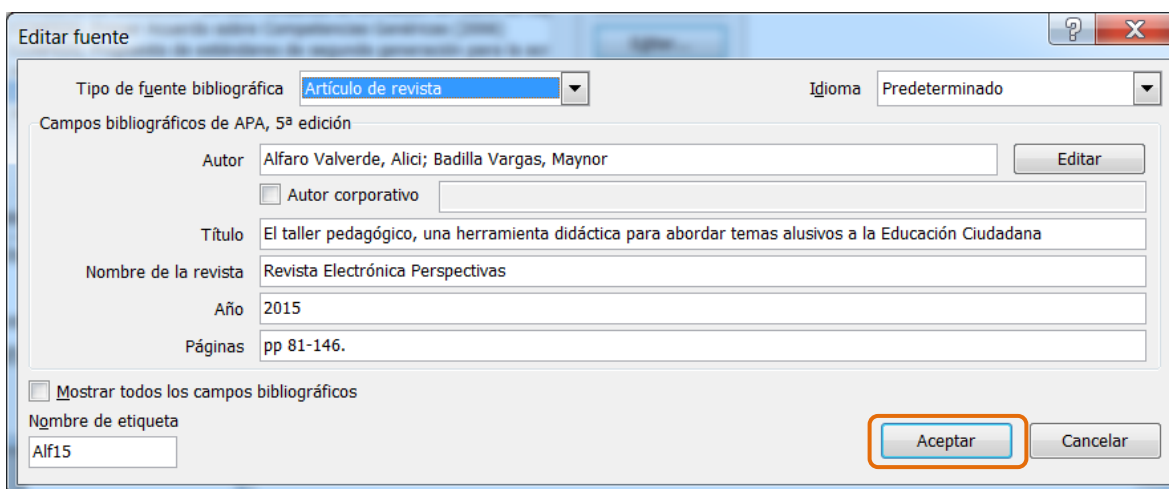 Editar fuente
Tipo de fuente bibliográfica Artículo de revista Idioma Predeterminado
Campos bibliográficos de APA, 5ª edición
Autor Alfaro Valverde, Alici; Badilla Vargas, Maynor Editar
Autor corporativo
Título El taller pedagógico, una herramienta didáctica para abordar temas alusivos a la Educación Ciudadana
Nombre de la revista Revista Electrónica Perspectivas
Año 2015
Páginas pp 81-146.
Mostrar todos los campos bibliográficos
Nombre de etiqueta
Alf15
Aceptar Cancelar